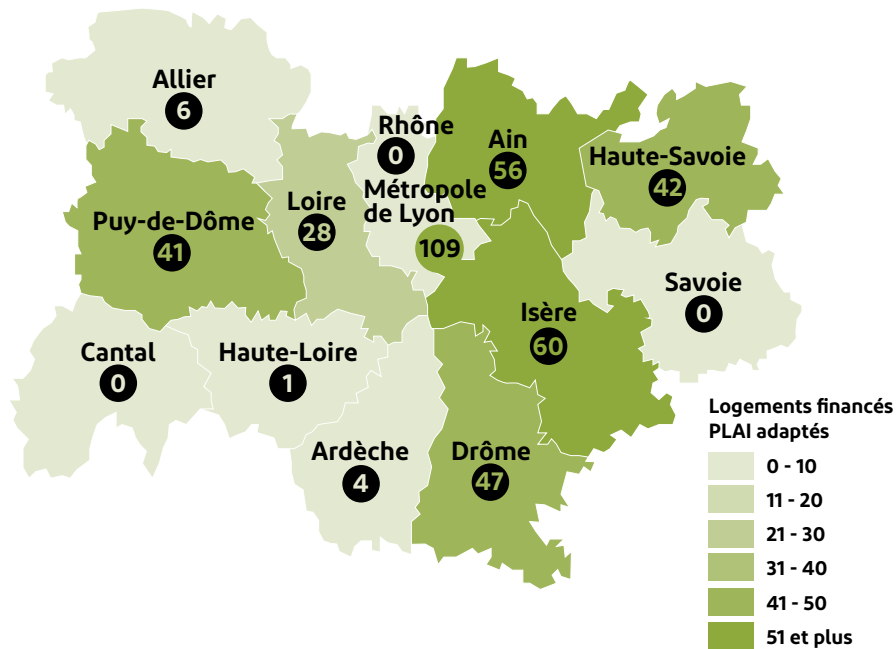 Allier
6
Rhône
0
Ain
56
Haute-Savoie
42
Métropole
de Lyon
109
Puy-de-Dôme
41
Loire
28
Savoie
0
Isère
60
Cantal
0
Haute-Loire
1
Ardèche
4
Drôme
47
Logements financés
PLAI adaptés
0 - 10
11 - 20
21 - 30
31 - 40
41 - 50
51 et plus